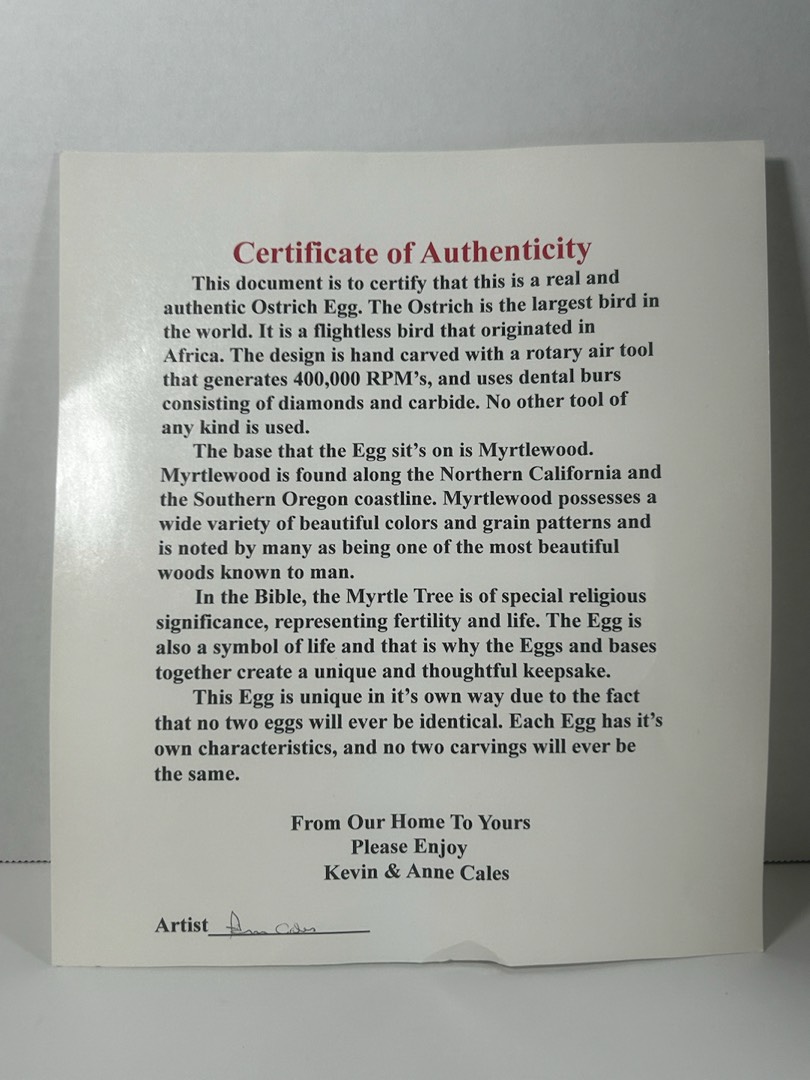 Certificate of Authenticity
This document is to certify that this is a real and
authentic Ostrich Egg. The Ostrich is the largest bird in
the world. It is a flightless bird that originated in
Africa. The design is hand carved with a rotary air tool
that generates 400,000 RPM's, and uses dental burs
consisting of diamonds and carbide. No other tool of
any kind is used.
The base that the Egg sit's on is Myrtlewood.
Myrtlewood is found along the Northern California and
the Southern Oregon coastline. Myrtlewood possesses a
wide variety of beautiful colors and grain patterns and
is noted by many as being one of the most beautiful
woods known to man.
In the Bible, the Myrtle Tree is of special religious
significance, representing fertility and life. The Egg is
also a symbol of life and that is why the Eggs and bases
together create a unique and thoughtful keepsake.
This Egg is unique in it's own way due to the fact
that no two eggs will ever be identical. Each Egg has it's
own characteristics, and no two carvings will ever be
the same.
From Our Home To Yours
Please Enjoy
Kevin & Anne Cales
Artist Anne Cales